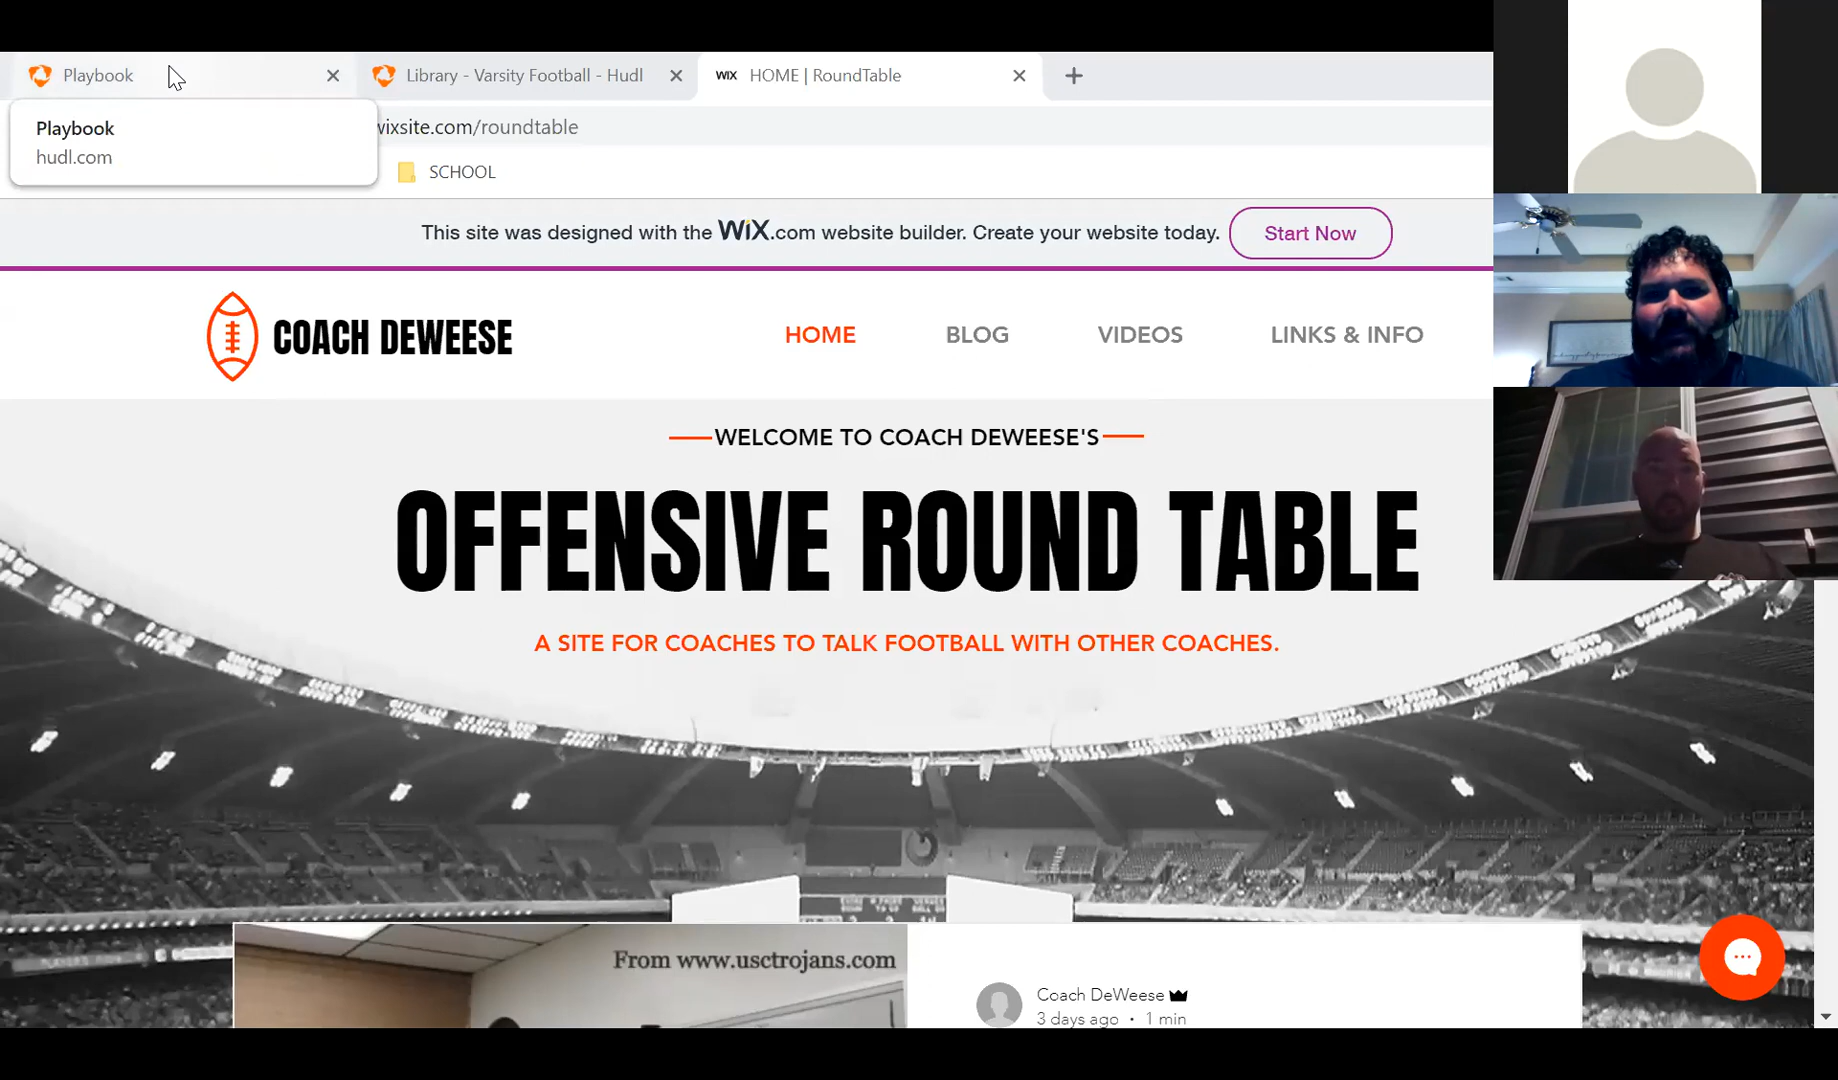 Playbook
Library - Varsity Football - Hudl
WIX HOME | RoundTable
Playbook
hudl.com
wixsite.com/roundtable
SCHOOL
This site was designed with the WiX.com website builder. Create your website today.
Start Now
COACH DEWEESE
HOME
BLOG
VIDEOS
LINKS & INFO
WELCOME TO COACH DEWEESE'S
OFFENSIVE ROUND TABLE
A SITE FOR COACHES TO TALK FOOTBALL WITH OTHER COACHES.
From www.usctrojans.com
Coach DeWeese
3 days ago • 1 min